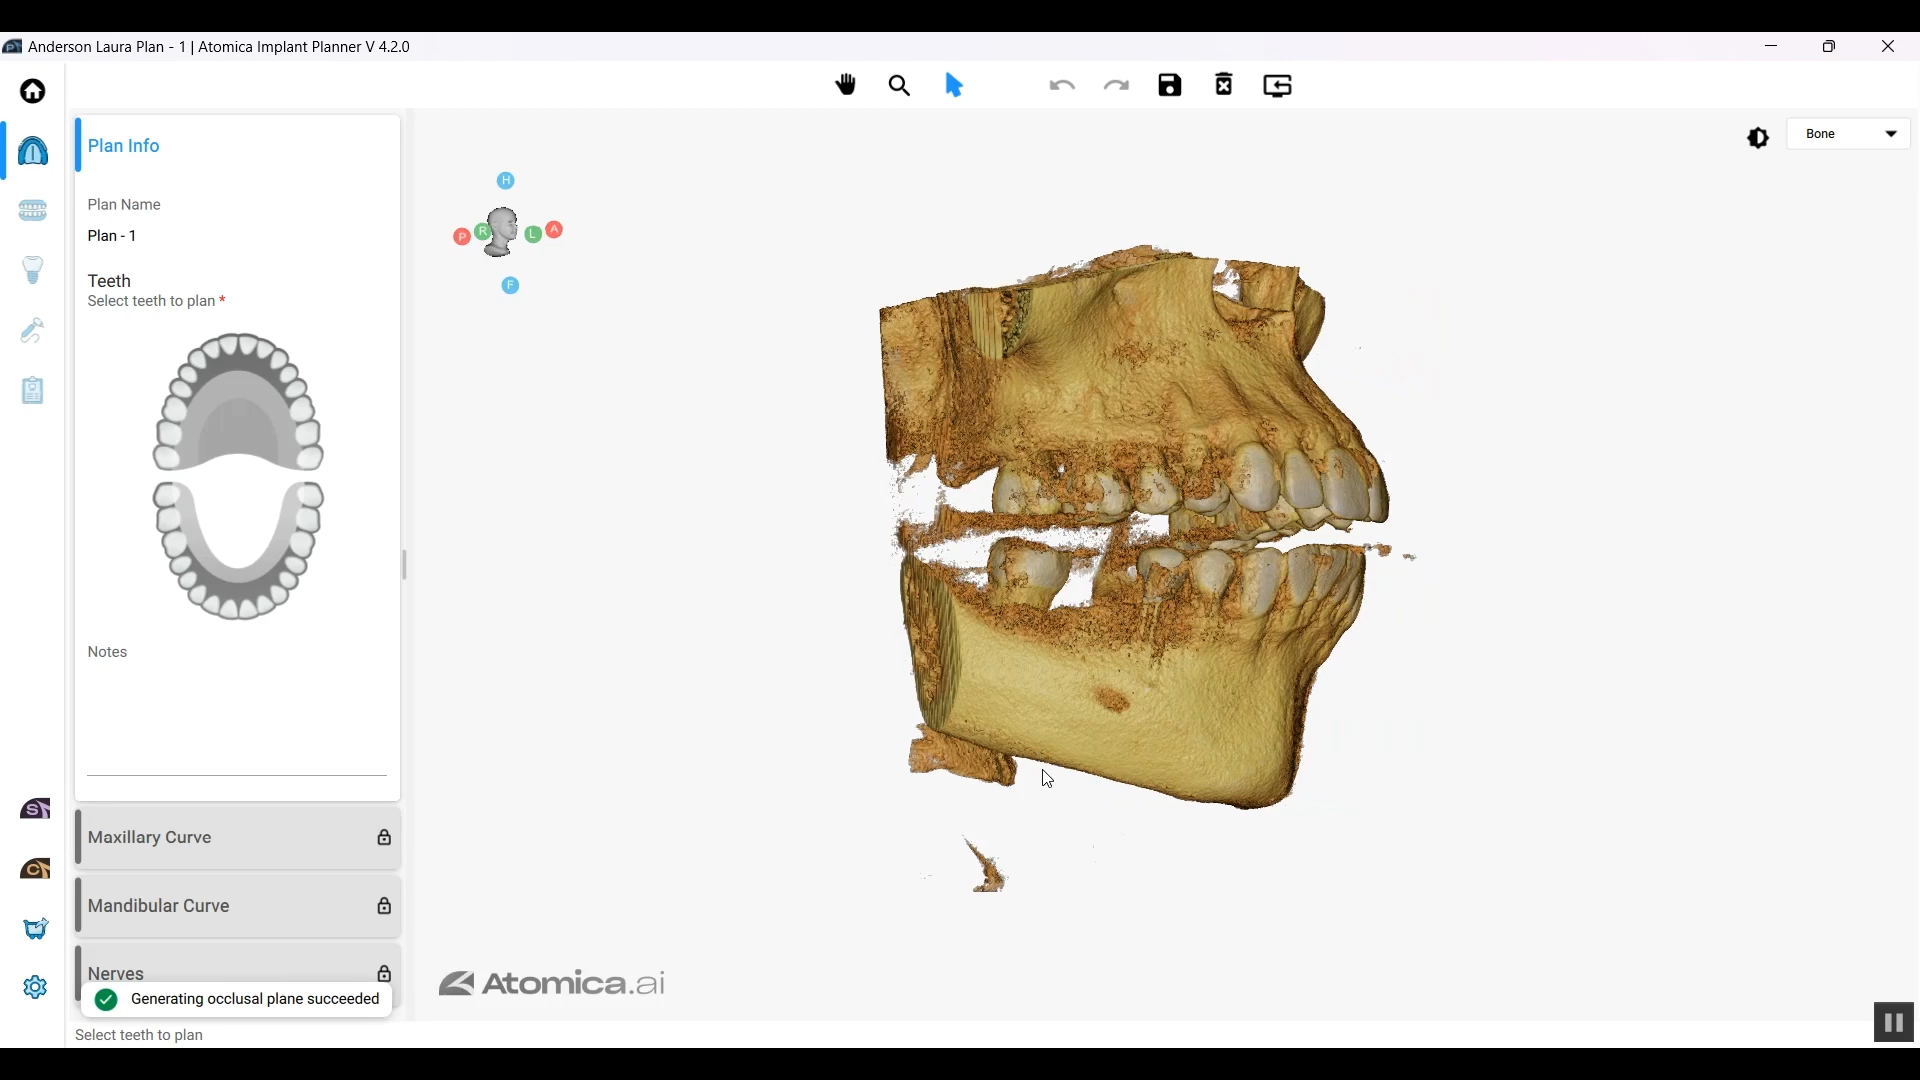 Anderson Laura Plan - 1 | Atomica Implant Planner V 4.2.0
Plan Info
Bone
Plan Name
Plan - 1
H
P
R
L
A
F
Teeth
Select teeth to plan *
Notes
S
Maxillary Curve
C
Mandibular Curve
Nerves
Atomica.ai
Generating occlusal plane succeeded
Select teeth to plan